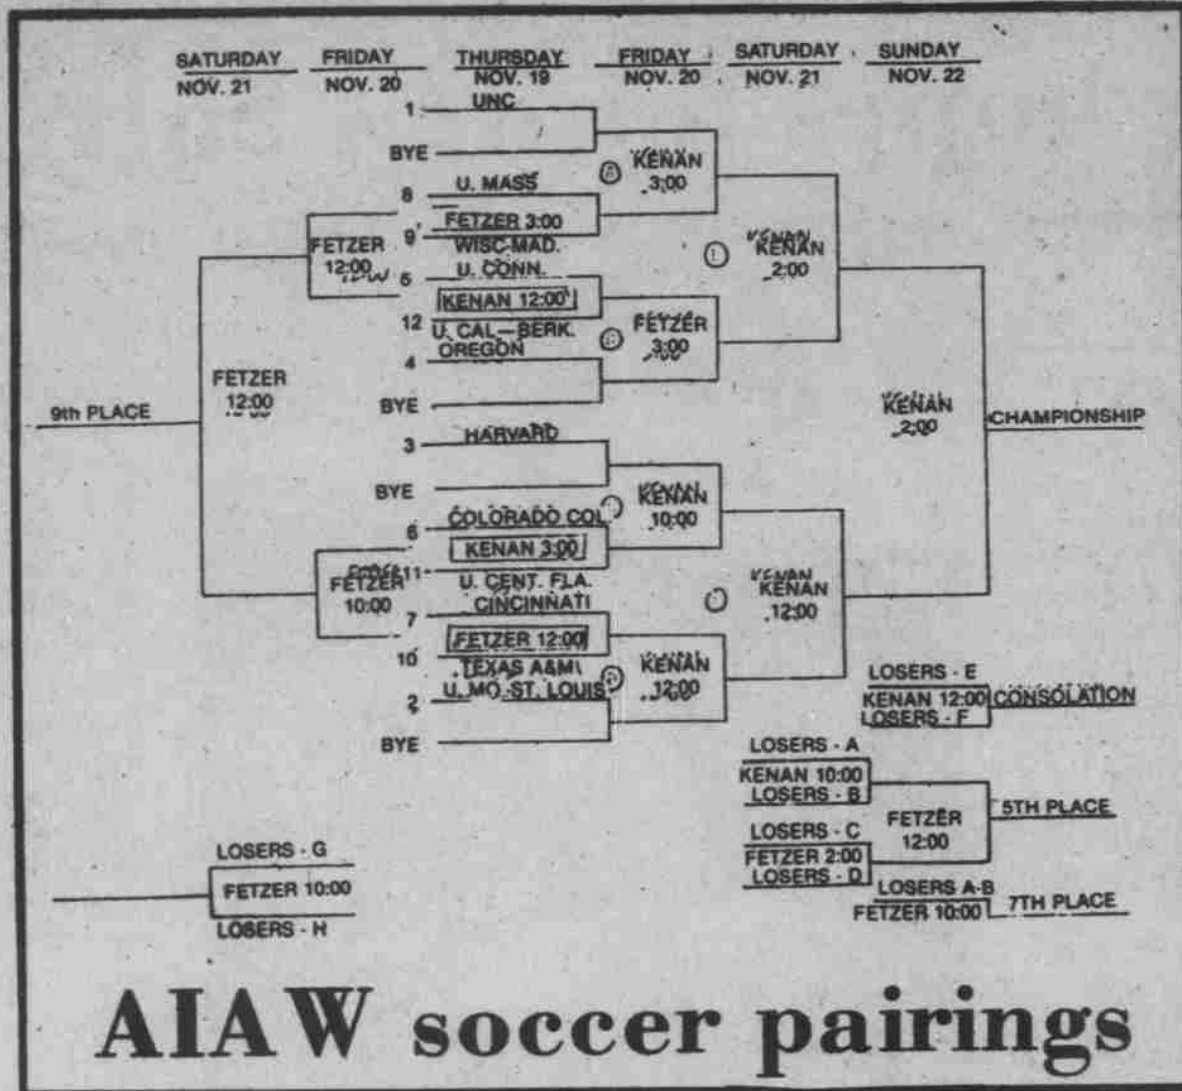 SATURDAY FRIDAY THURSDAY FRIDAY SATURDAY SUNDAY
NOV. 21 NOV. 20 NOV. 19 NOV. 20 NOV. 21 NOV. 22
1 UNC
BYE
KENAN
3:00
8 U. MASS
FETZER 3:00
9 WISC-MAD.
FETZER
12:00
KENAN
2:00
5 U. CONN.
KENAN 12:00
12 U. CAL-BERK.
FETZER
3:00
4 OREGON
BYE
FETZER
12:00
9th PLACE
KENAN
2:00
CHAMPIONSHIP
3 HARVARD
BYE
KENAN
10:00
6 COLORADO COL.
KENAN 3:00
11 U. CENT. FLA.
FETZER
10:00
KENAN
12:00
7 CINCINNATI
FETZER 12:00
10 TEXAS A&M
KENAN
12:00
2 U. MO-ST. LOUIS
BYE
LOSERS - E
KENAN 12:00 CONSOLATION
LOSERS - F
LOSERS - A
KENAN 10:00
LOSERS - B
5TH PLACE
FETZER
12:00
LOSERS - C
FETZER 2:00
LOSERS - D
LOSERS A-B
FETZER 10:00 7TH PLACE
LOSERS - G
FETZER 10:00
LOSERS - H
AIAW soccer pairings